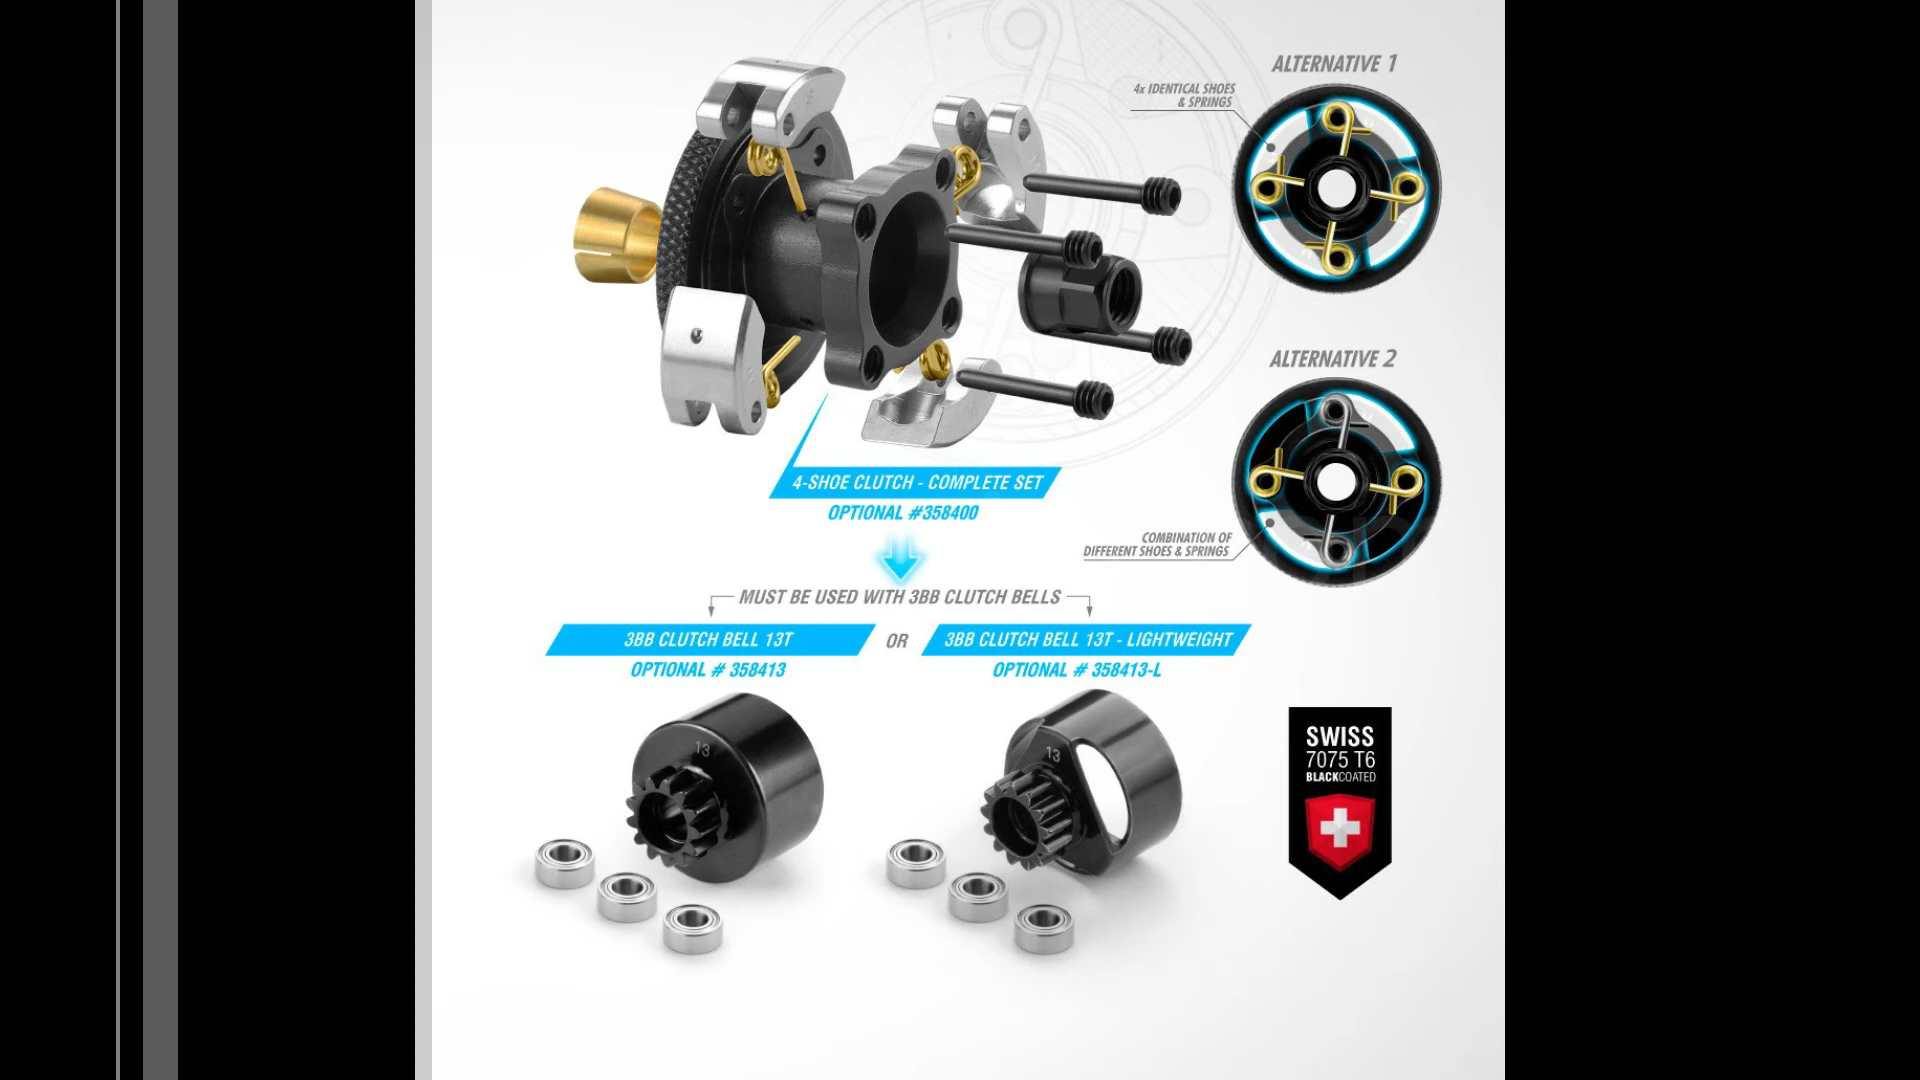 ALTERNATIVE 1
4x IDENTICAL SHOES
& SPRINGS
ALTERNATIVE 2
COMBINATION OF
DIFFERENT SHOES & SPRINGS
4-SHOE CLUTCH - COMPLETE SET
OPTIONAL #358400
MUST BE USED WITH 3BB CLUTCH BELLS
3BB CLUTCH BELL 13T
OR
3BB CLUTCH BELL 13T - LIGHTWEIGHT
OPTIONAL # 358413
OPTIONAL # 358413-L
13
13
SWISS
7075 T6
BLACKCOATED